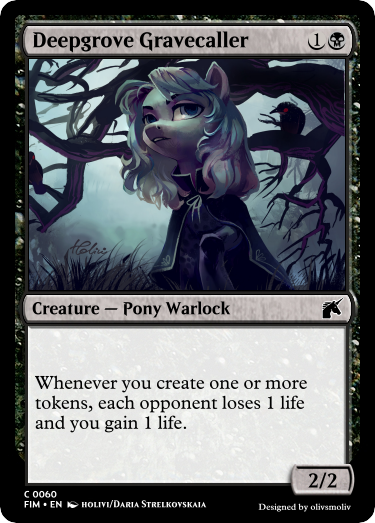 Deepgrove Gravecaller 1
Holivi
Creature — Pony Warlock
Whenever you create one or more
tokens, each opponent loses 1 life
and you gain 1 life.
2/2
C 0060
FIM • EN HOLIVI/DARIA STRELKOVSKAIA
Designed by olivsmoliv